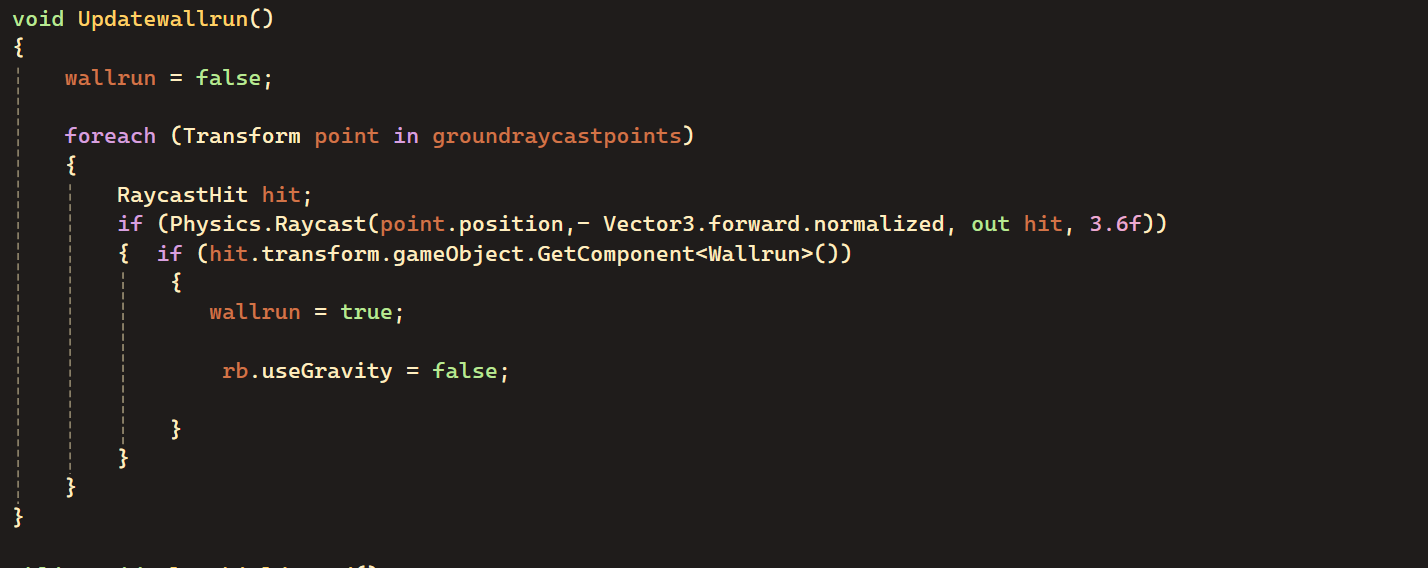 void Updatewallrun()
{
    wallrun = false;
    foreach (Transform point in groundraycastpoints)
    {
        RaycastHit hit;
        if (Physics.Raycast(point.position,- Vector3.forward.normalized, out hit, 3.6f))
        {  if (hit.transform.gameObject.GetComponent<Wallrun>())
            {
               wallrun = true;
                rb.useGravity = false;
            }
        }
    }
}